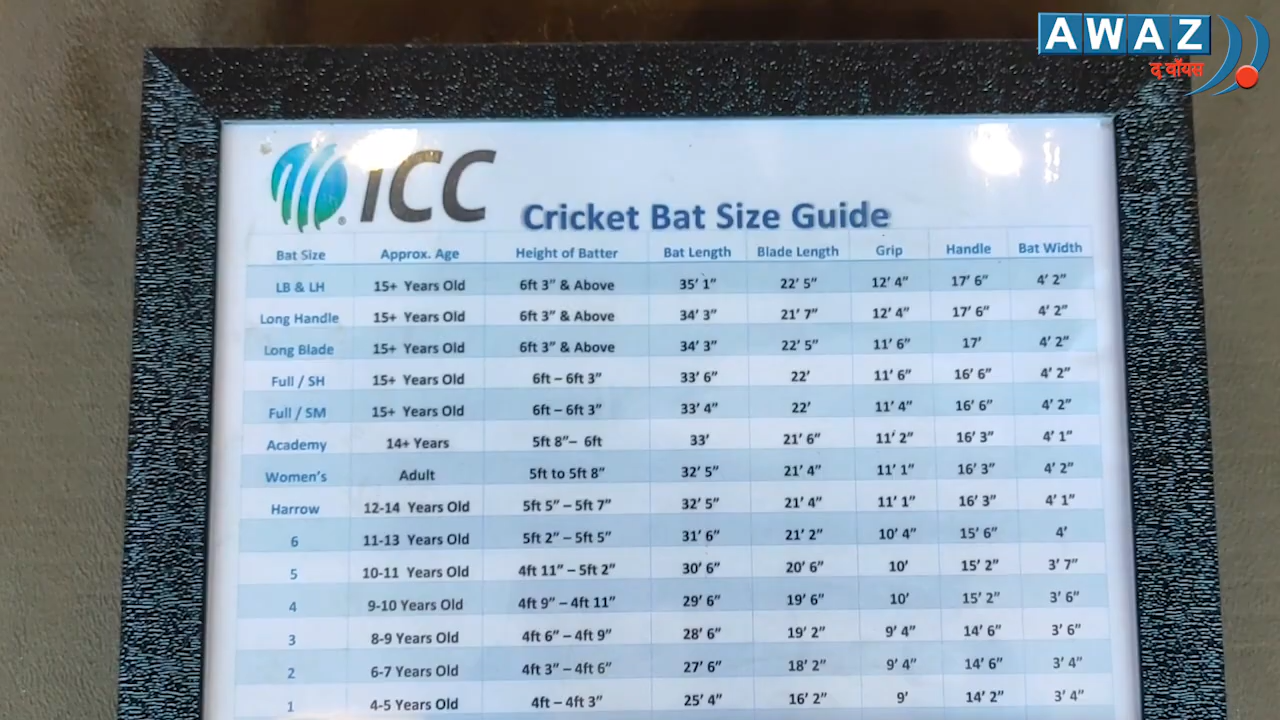 AWAZ
द वॉयस
ICC
Cricket Bat Size Guide
Bat Size Approx. Age Height of Batter Bat Length Blade Length Grip Handle Bat Width
LB & LH 15+ Years Old 6ft 3” & Above 35’ 1” 22’ 5” 12’ 4” 17’ 6” 4’ 2”
Long Handle 15+ Years Old 6ft 3” & Above 34’ 3” 21’ 7” 12’ 4” 17’ 6” 4’ 2”
Long Blade 15+ Years Old 6ft 3” & Above 34’ 3” 22’ 5” 11’ 6” 17’ 4’ 2”
Full / SH 15+ Years Old 6ft – 6ft 3” 33’ 6” 22’ 11’ 6” 16’ 6” 4’ 2”
Full / SM 15+ Years Old 6ft – 6ft 3” 33’ 4” 22’ 11’ 4” 16’ 6” 4’ 2”
Academy 14+ Years 5ft 8”– 6ft 33’ 21’ 6” 11’ 2” 16’ 3” 4’ 1”
Women’s Adult 5ft to 5ft 8” 32’ 5” 21’ 4” 11’ 1” 16’ 3” 4’ 2”
Harrow 12-14 Years Old 5ft 5” – 5ft 7” 32’ 5” 21’ 4” 11’ 1” 16’ 3” 4’ 1”
6 11-13 Years Old 5ft 2” – 5ft 5” 31’ 6” 21’ 2” 10’ 4” 15’ 6” 4’
5 10-11 Years Old 4ft 11” – 5ft 2” 30’ 6” 20’ 6” 10’ 15’ 2” 3’ 7”
4 9-10 Years Old 4ft 9” – 4ft 11” 29’ 6” 19’ 6” 10’ 15’ 2” 3’ 6”
3 8-9 Years Old 4ft 6” – 4ft 9” 28’ 6” 19’ 2” 9’ 4” 14’ 6” 3’ 6”
2 6-7 Years Old 4ft 3” – 4ft 6” 27’ 6” 18’ 2” 9’ 4” 14’ 6” 3’ 4”
1 4-5 Years Old 4ft – 4ft 3” 25’ 4” 16’ 2” 9’ 14’ 2” 3’ 4”